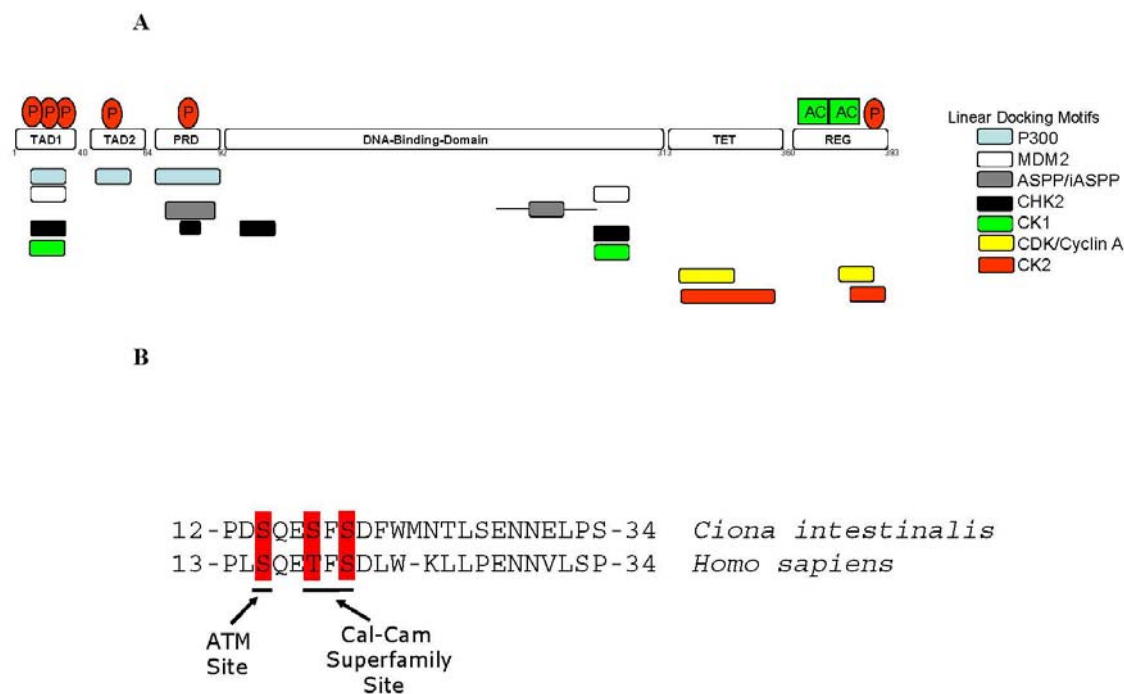 A
P P P P P AC AC P
TAD1 TAD2 PRD DNA-Binding-Domain TET REG
1 40 64 92 313 360 393
Linear Docking Motifs
P300
MDM2
ASPP/iASPP
CHK2
CK1
CDK/Cyclin A
CK2
B
12-PDSQESFSDFWMNTLSENNELPS-34 Ciona intestinalis
13-PLSQETFSDLW-KLLPENNVLSP-34 Homo sapiens
ATM
Site
Cal-Cam
Superfamily
Site